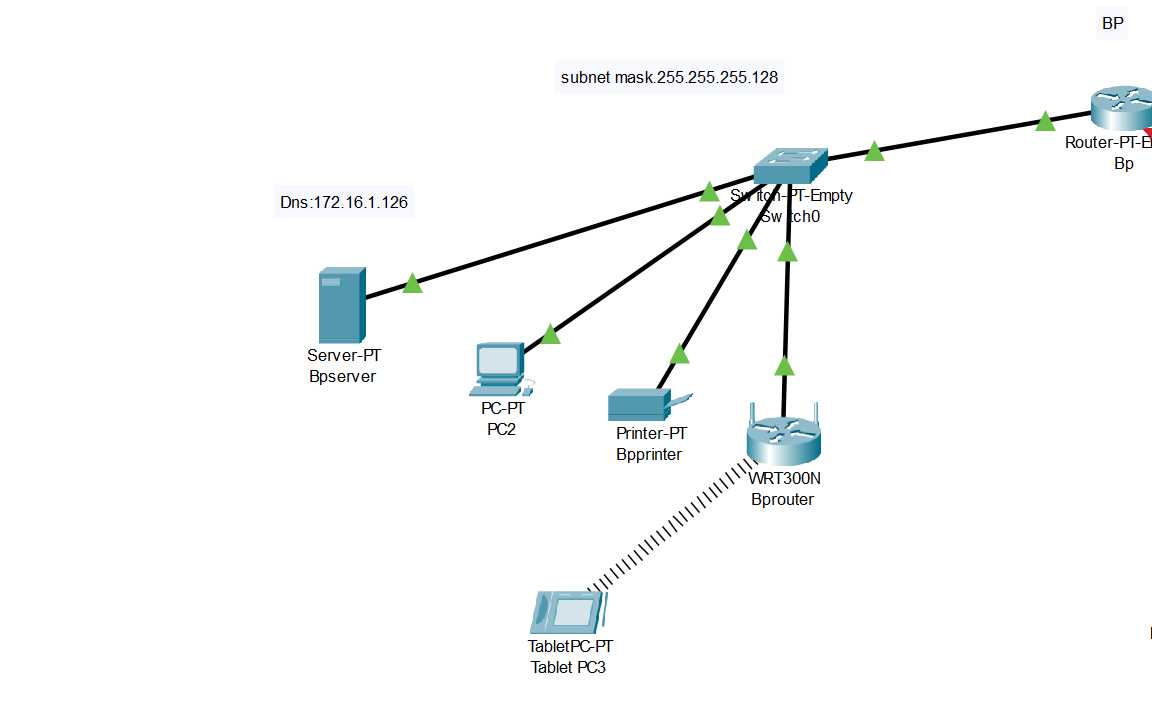 BP
subnet mask.255.255.255.128
Router-PT-E
Bp
Switch-PT-Empty
Switch0
Dns:172.16.1.126
Server-PT
Bpserver
PC-PT
PC2
Printer-PT
Bpprinter
WRT300N
Bprouter
TabletPC-PT
Tablet PC3